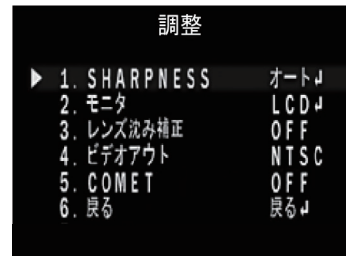 調整
▶ 1. SHARPNESS オート↲
2. モニタ LCD↲
3. レンズ沈み補正 OFF
4. ビデオアウト NTSC
5. COMET OFF
6. 戻る 戻る↲